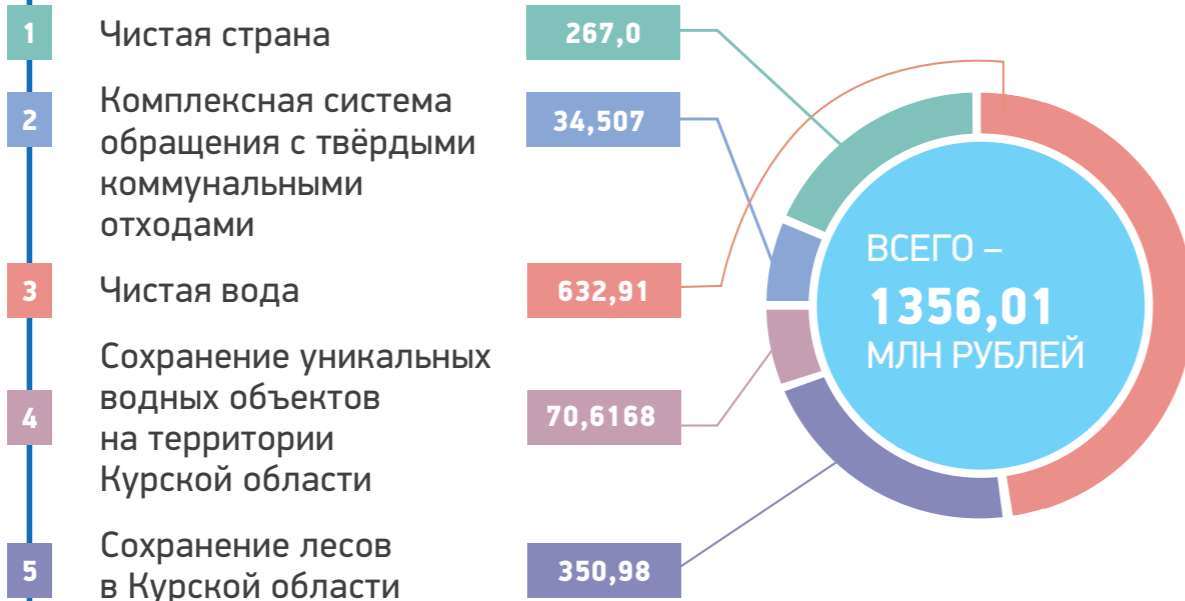 1
Чистая страна
267,0
2
Комплексная система
обращения с твёрдыми
коммунальными
отходами
34,507
3
Чистая вода
632,91
4
Сохранение уникальных
водных объектов
на территории
Курской области
70,6168
5
Сохранение лесов
в Курской области
350,98
ВСЕГО –
1356,01
МЛН РУБЛЕЙ